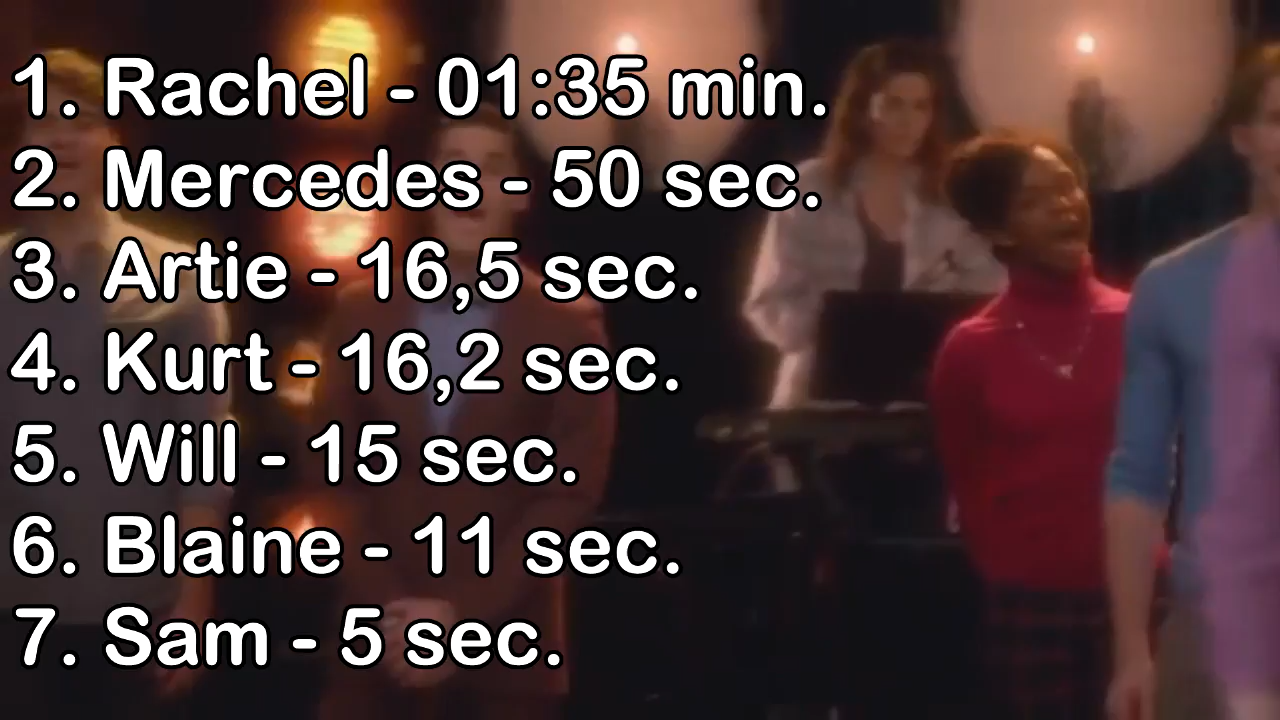 1. Rachel - 01:35 min.
2. Mercedes - 50 sec.
3. Artie - 16,5 sec.
4. Kurt - 16,2 sec.
5. Will - 15 sec.
6. Blaine - 11 sec.
7. Sam - 5 sec.